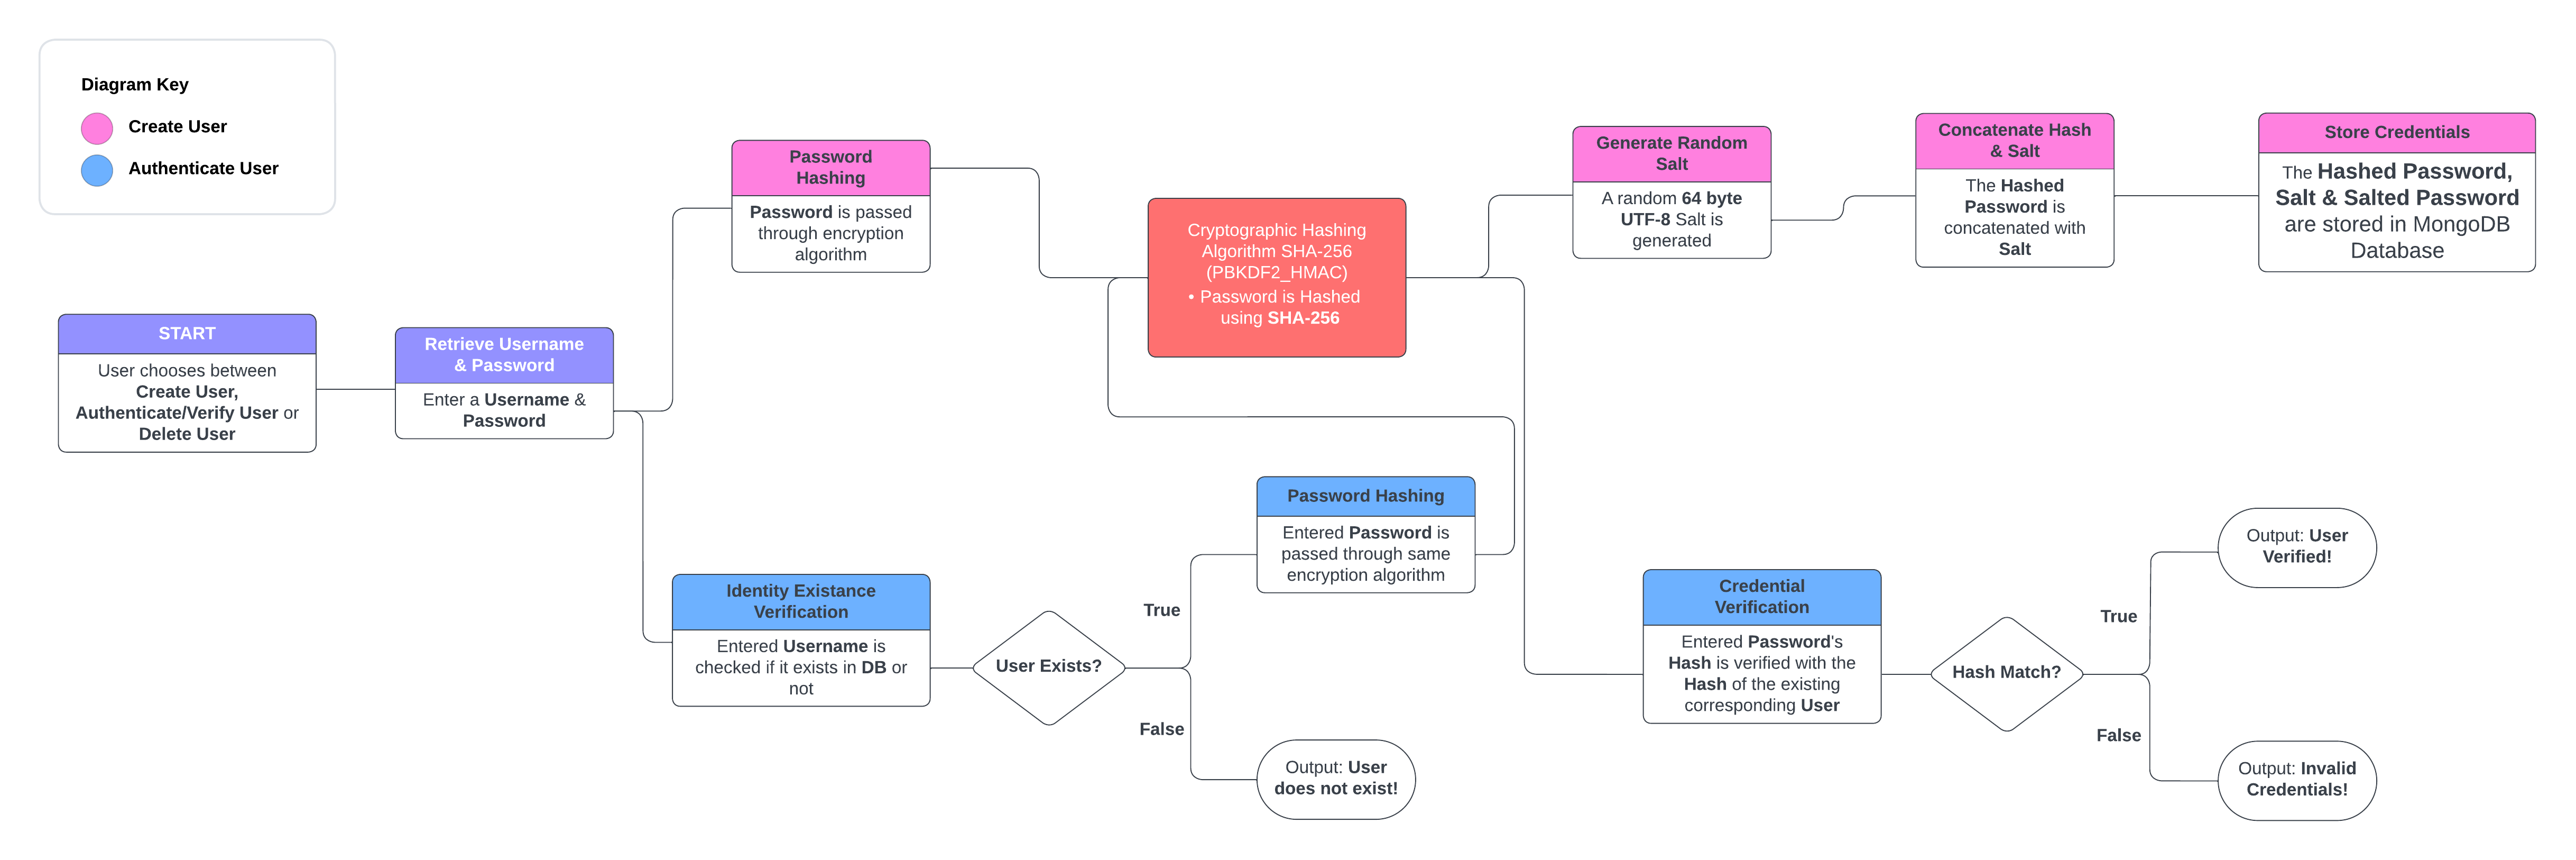 Diagram Key
Create User
Authenticate User
START
User chooses between
Create User,
Authenticate/Verify User or
Delete User
Retrieve Username
& Password
Enter a Username &
Password
Password
Hashing
Password is passed
through encryption
algorithm
Cryptographic Hashing
Algorithm SHA-256
(PBKDF2_HMAC)
• Password is Hashed
using SHA-256
Generate Random
Salt
A random 64 byte
UTF-8 Salt is
generated
Concatenate Hash
& Salt
The Hashed
Password is
concatenated with
Salt
Store Credentials
The Hashed Password,
Salt & Salted Password
are stored in MongoDB
Database
Identity Existance
Verification
Entered Username is
checked if it exists in DB or
not
User Exists?
True
False
Password Hashing
Entered Password is
passed through same
encryption algorithm
Output: User
does not exist!
Credential
Verification
Entered Password's
Hash is verified with the
Hash of the existing
corresponding User
Hash Match?
True
False
Output: User
Verified!
Output: Invalid
Credentials!